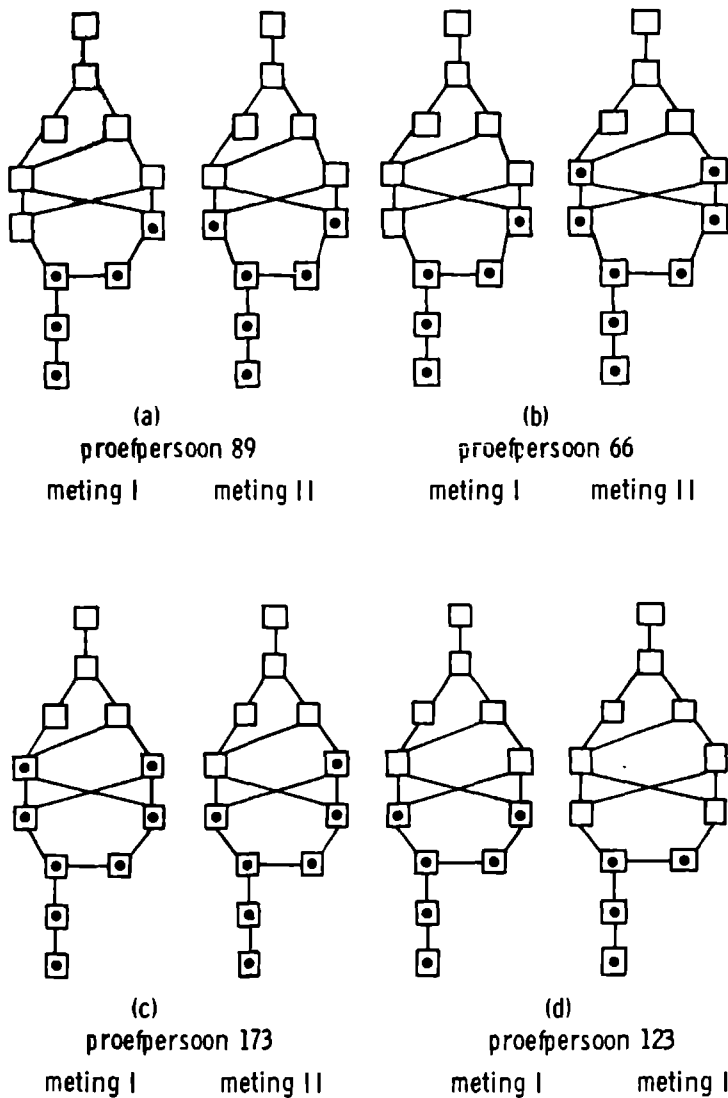 (a)
proefpersoon 89
meting I
meting II
(b)
proefpersoon 66
meting I
meting II
(c)
proefpersoon 173
meting I
meting II
(d)
proefpersoon 123
meting I
meting I